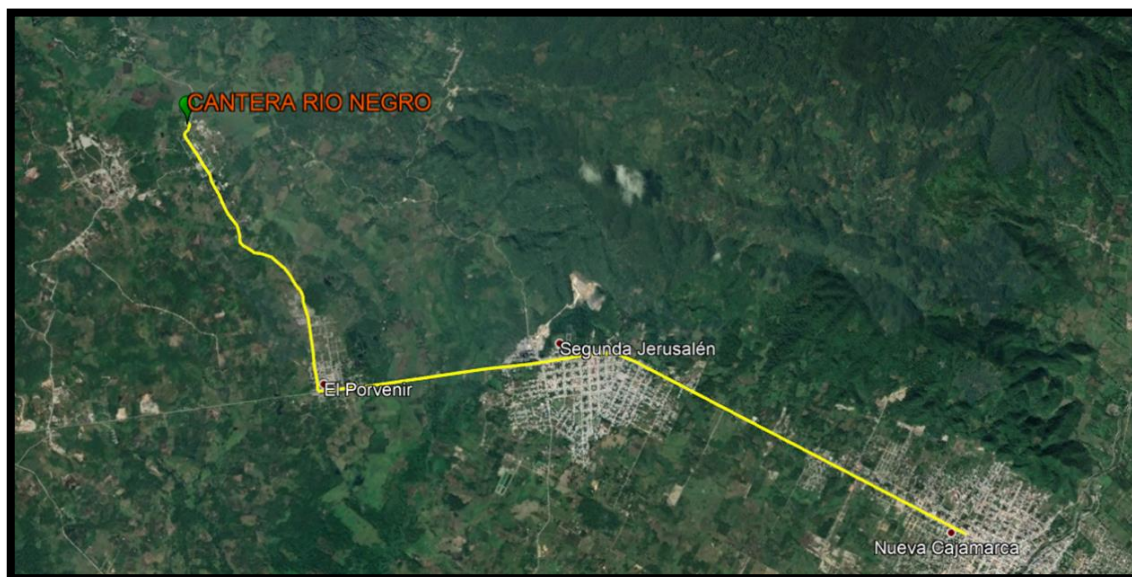 CANTERA RIO NEGRO
Segunda Jerusalén
El Porvenir
Nueva Cajamarca